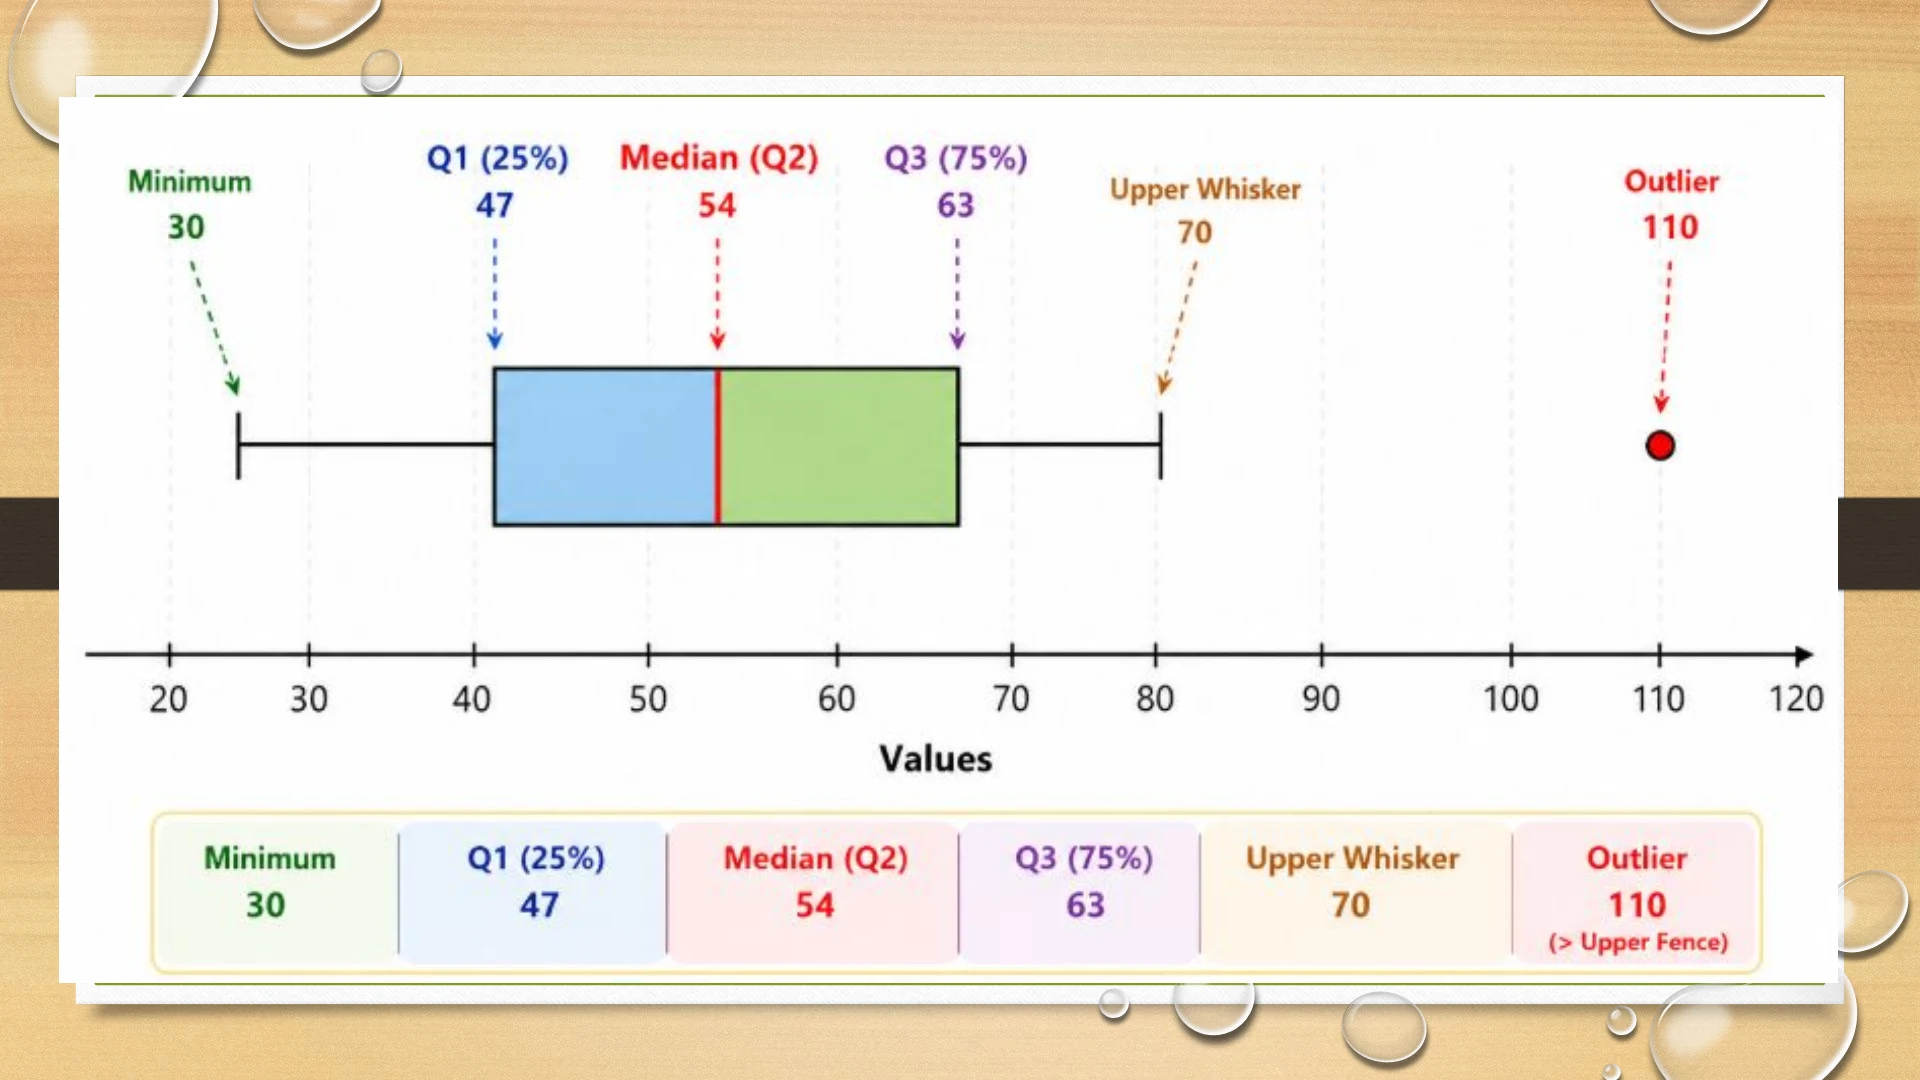 Minimum
30
Q1 (25%)
47
Median (Q2)
54
Q3 (75%)
63
Upper Whisker
70
Outlier
110
20 30 40 50 60 70 80 90 100 110 120
Values
Minimum
30
Q1 (25%)
47
Median (Q2)
54
Q3 (75%)
63
Upper Whisker
70
Outlier
110
(> Upper Fence)